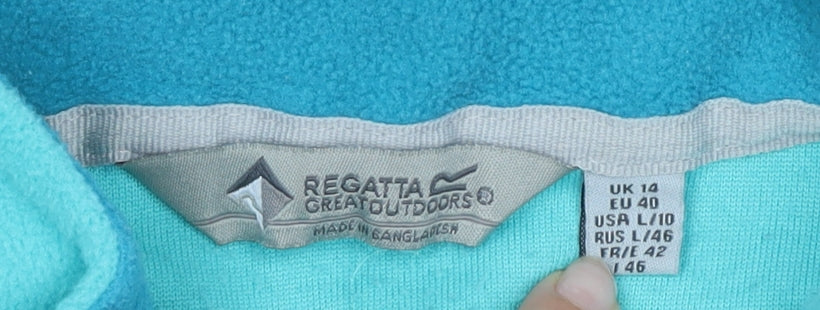 REGATTA
GREAT OUTDOORS®
MADE IN BANGLADESH
UK 14
EU 40
USA L/10
RUS L/46
FR/E 42
I 46